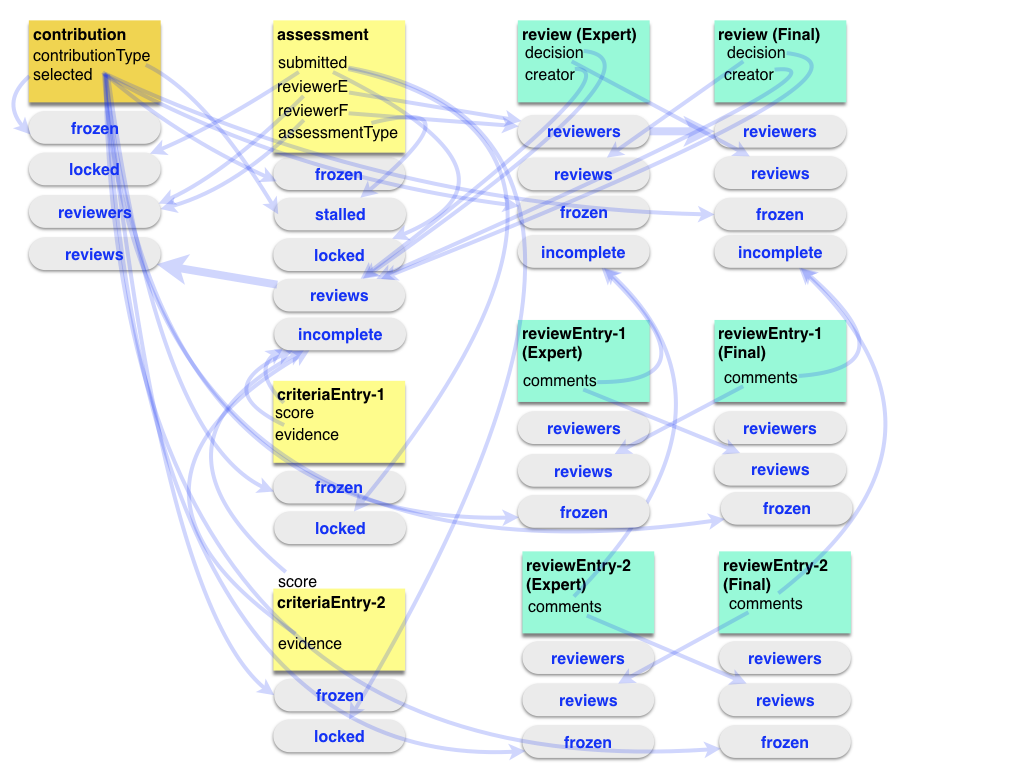 contribution
contributionType
selected
frozen
locked
reviewers
reviews
assessment
submitted
reviewerE
reviewerF
assessmentType
frozen
stalled
locked
reviews
incomplete
criteriaEntry-1
score
evidence
frozen
locked
score
criteriaEntry-2
evidence
frozen
locked
review (Expert)
decision
creator
reviewers
reviews
frozen
incomplete
reviewEntry-1
(Expert)
comments
reviewers
reviews
frozen
reviewEntry-2
(Expert)
comments
reviewers
reviews
frozen
review (Final)
decision
creator
reviewers
reviews
frozen
incomplete
reviewEntry-1
(Final)
comments
reviewers
reviews
frozen
reviewEntry-2
(Final)
comments
reviewers
reviews
frozen